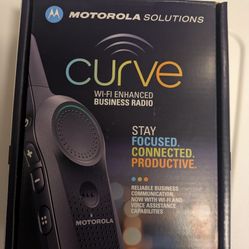 MOTOROLA SOLUTIONS
curve
WI-FI ENHANCED
BUSINESS RADIO
STAY
FOCUSED.
CONNECTED.
PRODUCTIVE.
RELIABLE BUSINESS
COMMUNICATION,
NOW WITH WI-FI AND
VOICE ASSISTANCE
CAPABILITIES
MOTOROLA